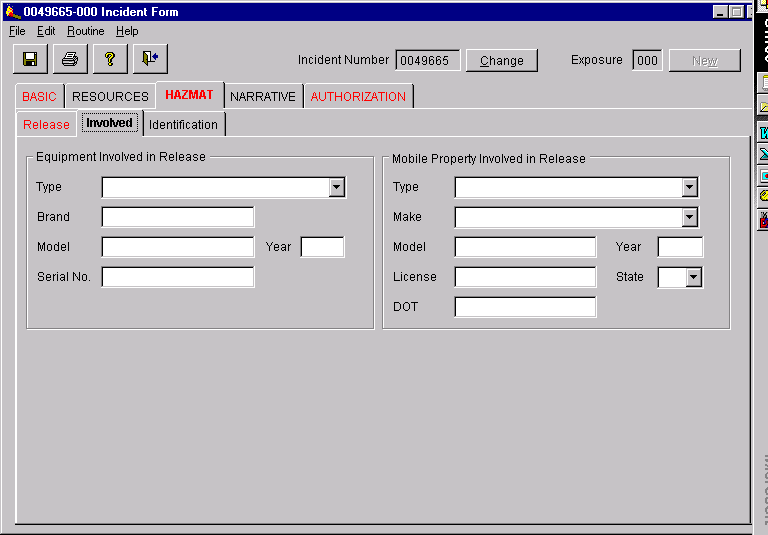 0049665-000 Incident Form
File Edit Routine Help
Incident Number 0049665 Change Exposure 000 New
BASIC RESOURCES HAZMAT NARRATIVE AUTHORIZATION
Release Involved Identification
Equipment Involved in Release
Type
Brand
Model Year
Serial No.
Mobile Property Involved in Release
Type
Make
Model Year
License State
DOT